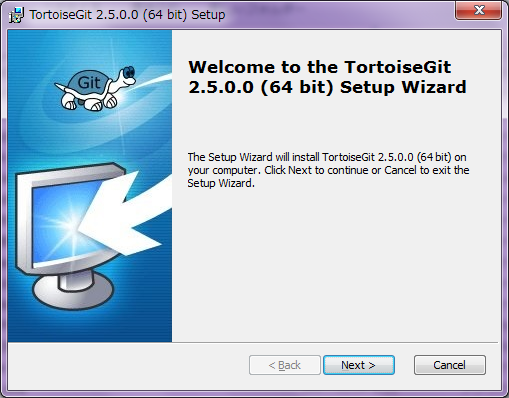 TortoiseGit 2.5.0.0 (64 bit) Setup
Git
Welcome to the TortoiseGit
2.5.0.0 (64 bit) Setup Wizard
The Setup Wizard will install TortoiseGit 2.5.0.0 (64 bit) on
your computer. Click Next to continue or Cancel to exit the
Setup Wizard.
< Back
Next >
Cancel